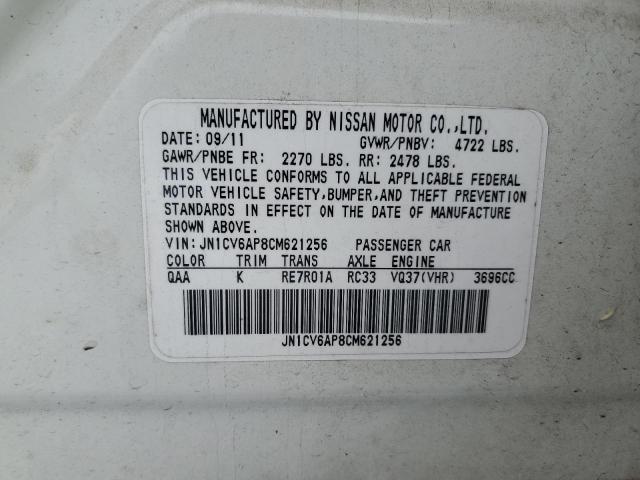 MANUFACTURED BY NISSAN MOTOR CO.,LTD.
DATE: 09/11 GVWR/PNBV: 4722 LBS.
GAWR/PNBE FR: 2270 LBS. RR: 2478 LBS.
THIS VEHICLE CONFORMS TO ALL APPLICABLE FEDERAL
MOTOR VEHICLE SAFETY,BUMPER,AND THEFT PREVENTION
STANDARDS IN EFFECT ON THE DATE OF MANUFACTURE
SHOWN ABOVE.
VIN: JN1CV6AP8CM621256 PASSENGER CAR
COLOR TRIM TRANS AXLE ENGINE
QAA K RE7R01A RC33 VQ37(VHR) 3696CC
JN1CV6AP8CM621256